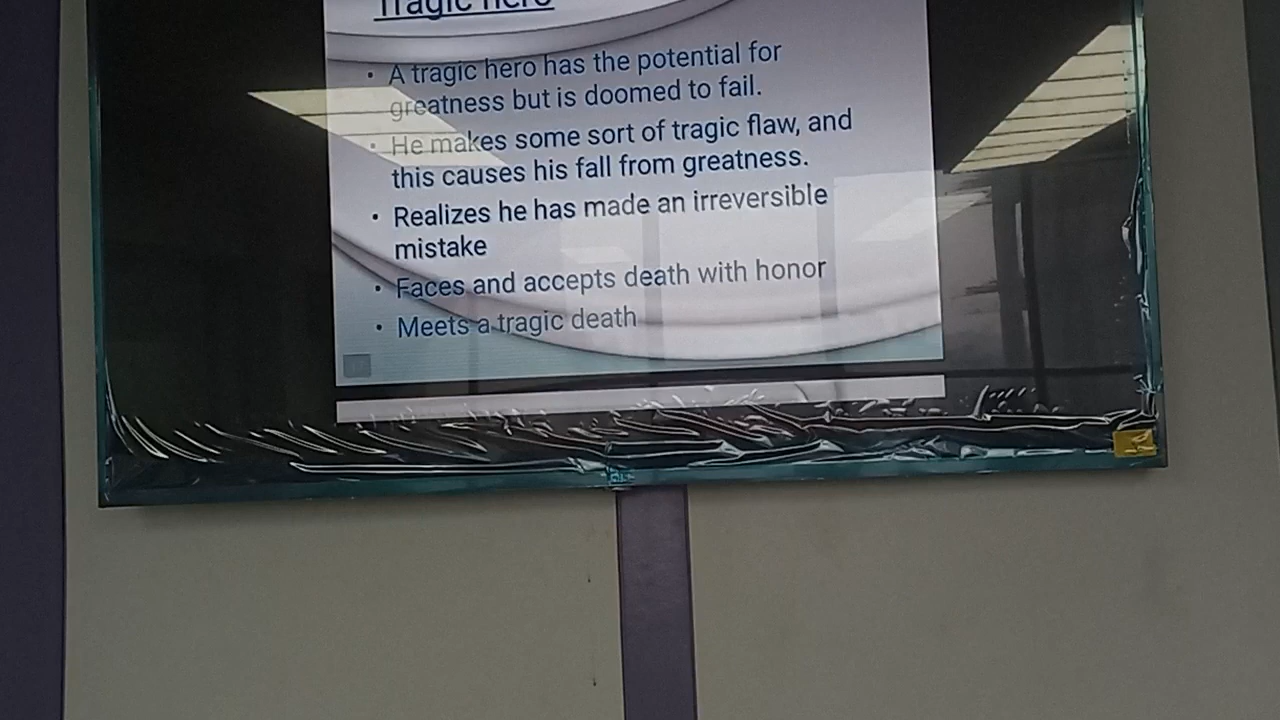 Tragic hero
• A tragic hero has the potential for
greatness but is doomed to fail.
• He makes some sort of tragic flaw, and
this causes his fall from greatness.
• Realizes he has made an irreversible
mistake
• Faces and accepts death with honor
• Meets a tragic death